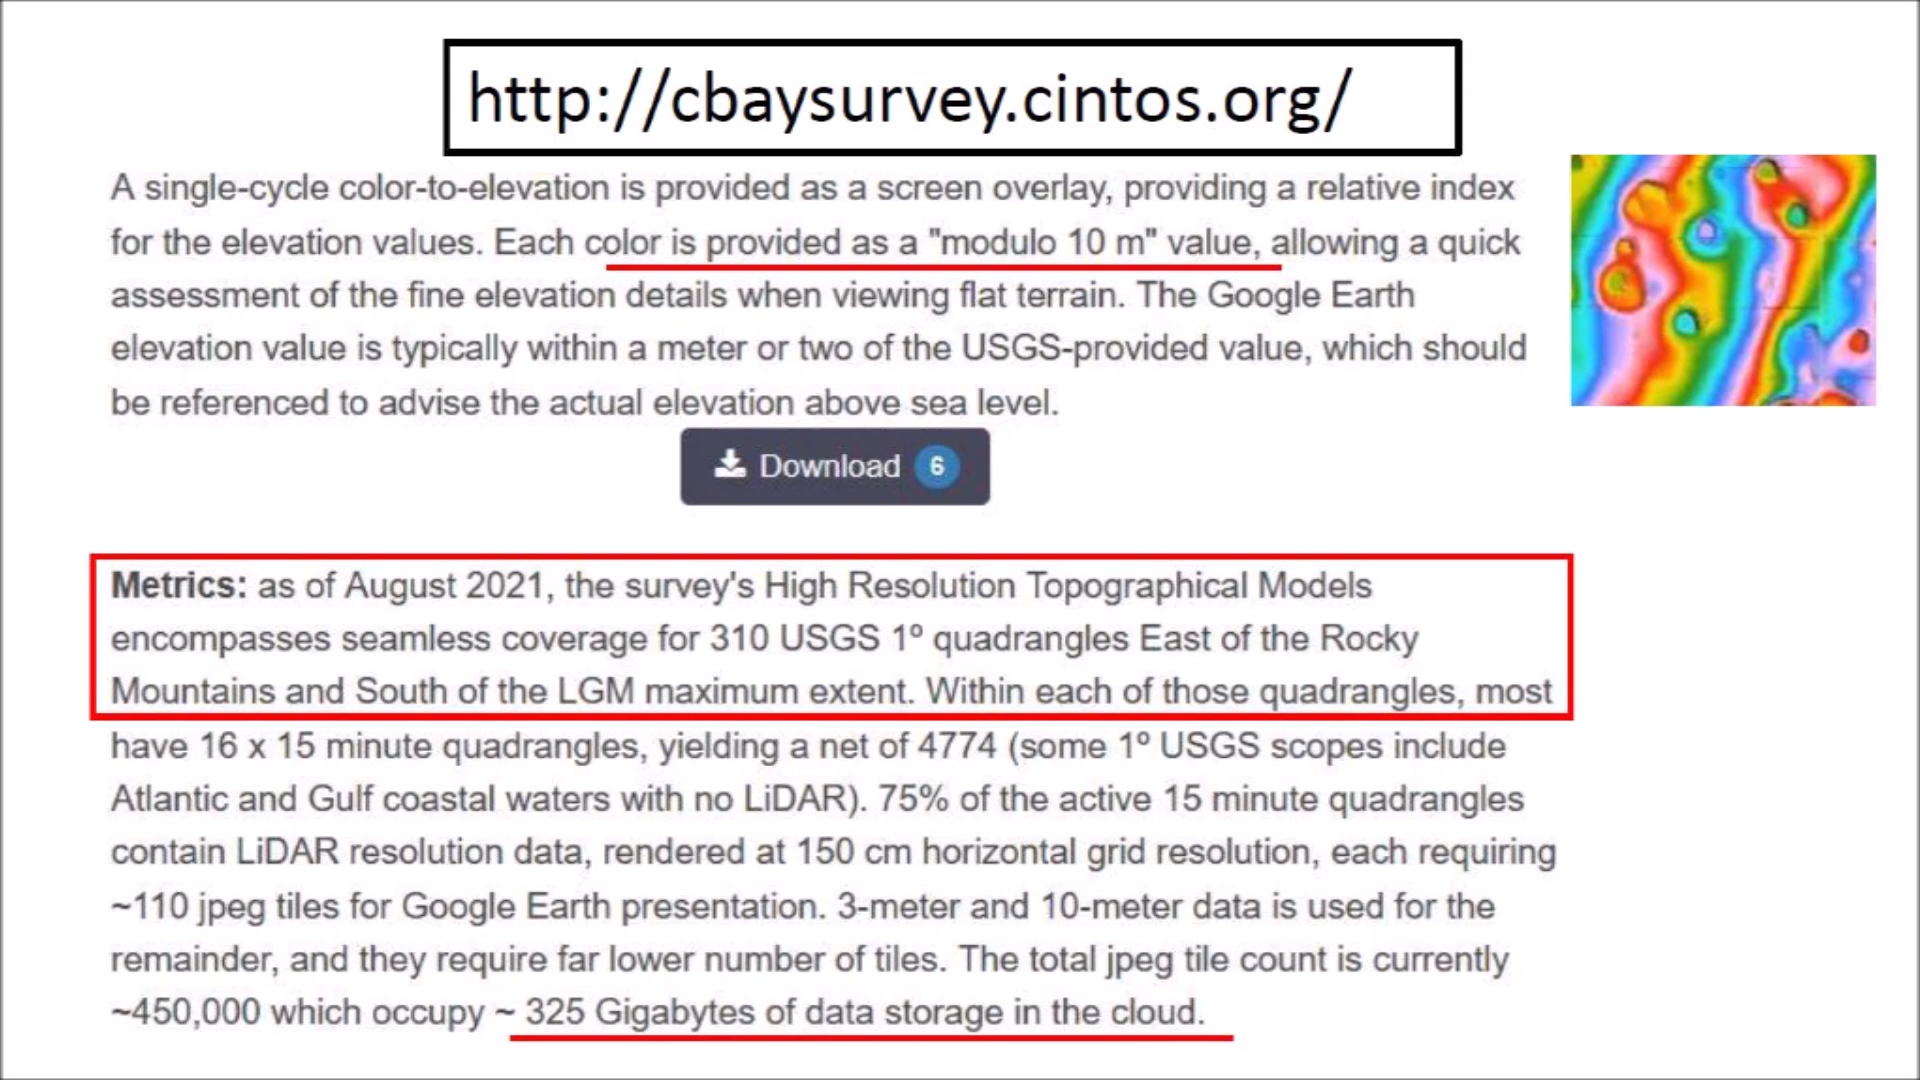 http://cbaysurvey.cintos.org/
A single-cycle color-to-elevation is provided as a screen overlay, providing a relative index
for the elevation values. Each color is provided as a "modulo 10 m" value, allowing a quick
assessment of the fine elevation details when viewing flat terrain. The Google Earth
elevation value is typically within a meter or two of the USGS-provided value, which should
be referenced to advise the actual elevation above sea level.
Download 6
Metrics: as of August 2021, the survey's High Resolution Topographical Models
encompasses seamless coverage for 310 USGS 1º quadrangles East of the Rocky
Mountains and South of the LGM maximum extent. Within each of those quadrangles, most
have 16 x 15 minute quadrangles, yielding a net of 4774 (some 1º USGS scopes include
Atlantic and Gulf coastal waters with no LiDAR). 75% of the active 15 minute quadrangles
contain LiDAR resolution data, rendered at 150 cm horizontal grid resolution, each requiring
~110 jpeg tiles for Google Earth presentation. 3-meter and 10-meter data is used for the
remainder, and they require far lower number of tiles. The total jpeg tile count is currently
~450,000 which occupy ~ 325 Gigabytes of data storage in the cloud.